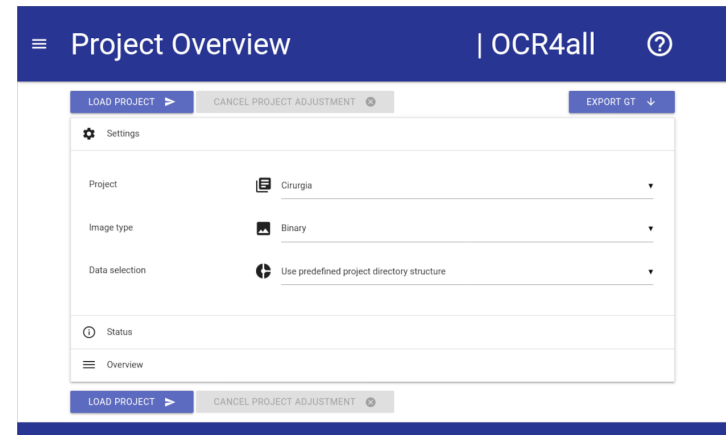 Project Overview | OCR4all
LOAD PROJECT CANCEL PROJECT ADJUSTMENT EXPORT GT
Settings
Project Cirurgia
Image type Binary
Data selection Use predefined project directory structure
Status
Overview
LOAD PROJECT CANCEL PROJECT ADJUSTMENT